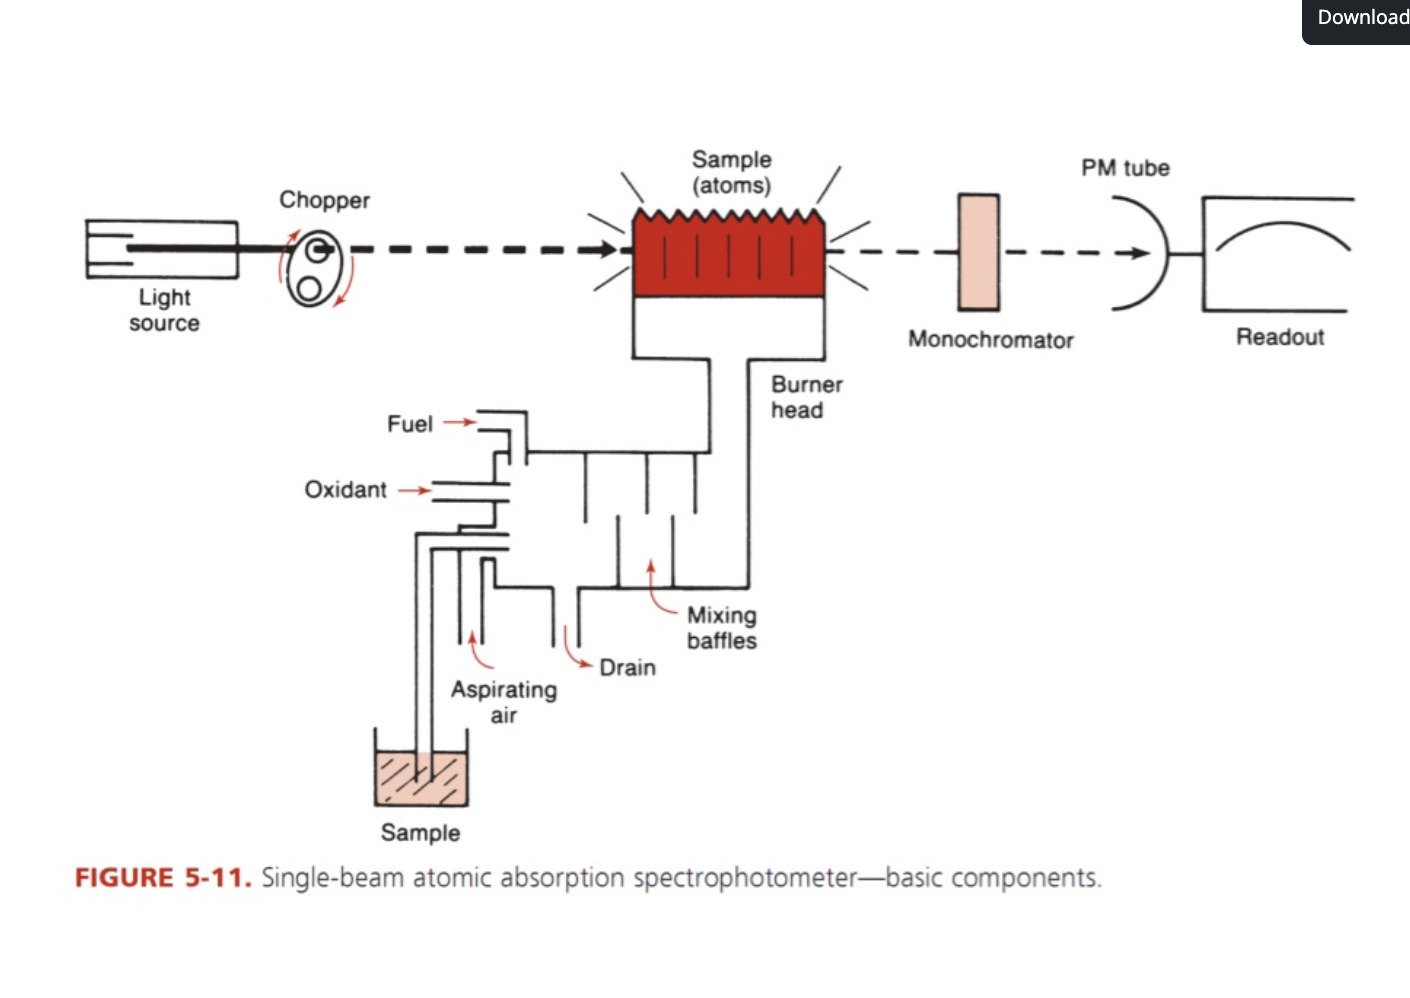 Download
Sample
(atoms)
PM tube
Chopper
Light
source
Monochromator
Readout
Burner
head
Fuel
Oxidant
Mixing
baffles
Drain
Aspirating
air
Sample
FIGURE 5-11. Single-beam atomic absorption spectrophotometer—basic components.